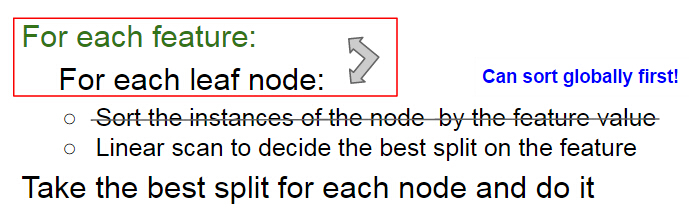 For each feature:
For each leaf node:
Can sort globally first!
○ Sort the instances of the node by the feature value
○ Linear scan to decide the best split on the feature
Take the best split for each node and do it